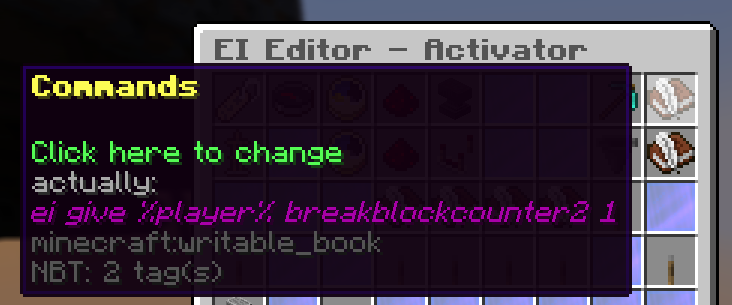 EI Editor - Activator
Commands
Click here to change
actually:
ei give %player% breakblockcounter2 1
minecraft:writable_book
NBT: 2 tag(s)